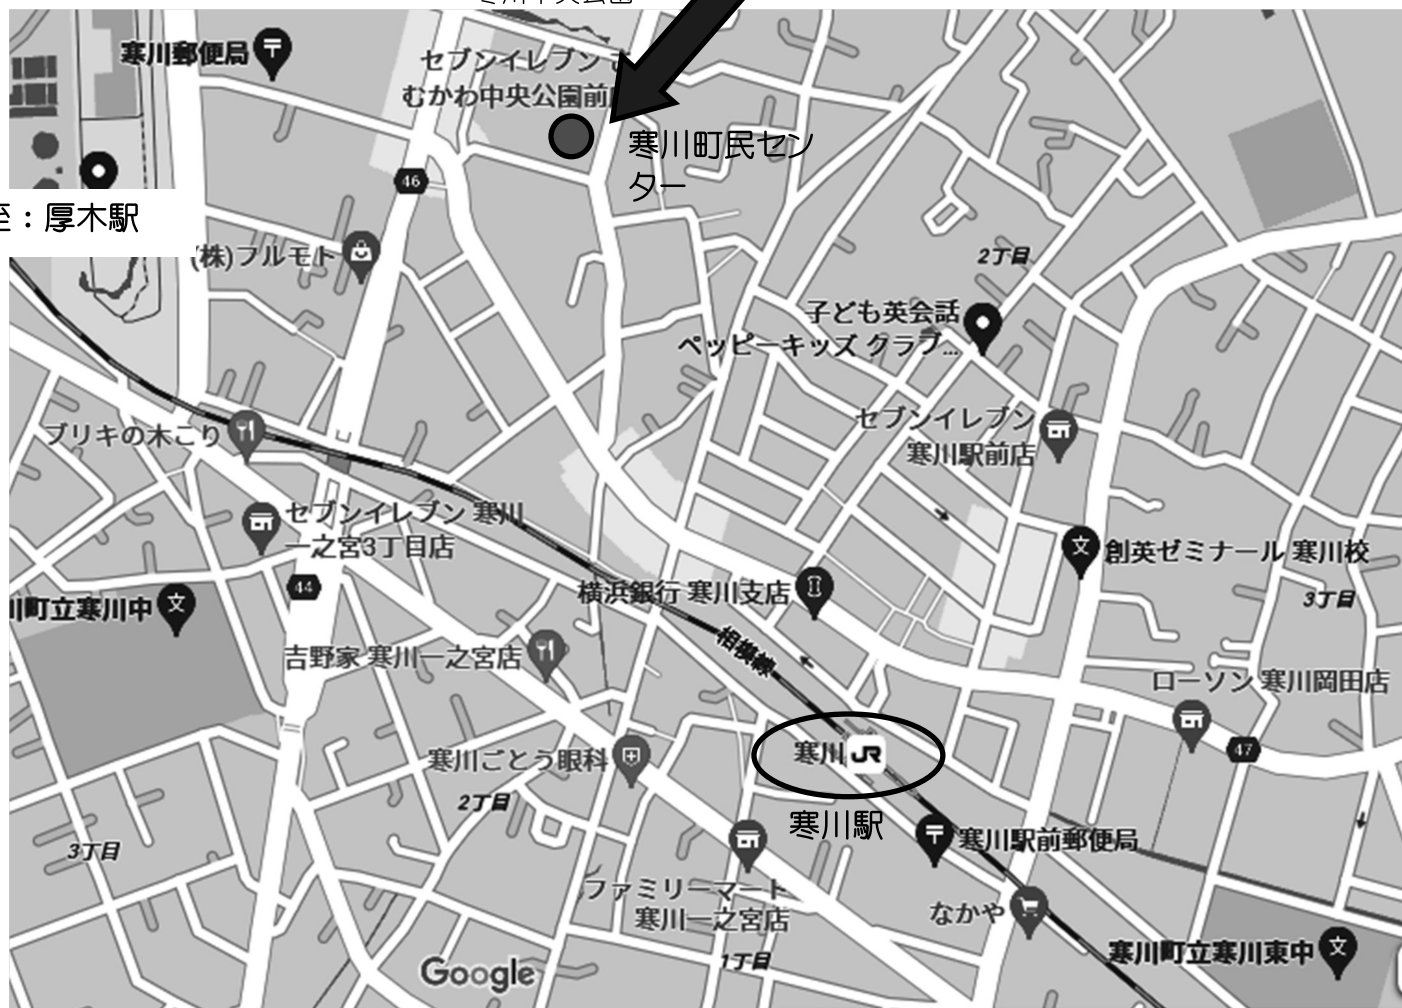 寒川郵便局
セブンイレブン さ
むかわ中央公園前
寒川町民セン
ター
46
至：厚木駅
(株)フルモト
2丁目
子ども英会話
ペッピーキッズ クラブ...
セブンイレブン
寒川駅前店
ブリキの木こり
セブンイレブン 寒川
一之宮3丁目店
創英ゼミナール 寒川校
44
横浜銀行 寒川支店
3丁目
川町立寒川中
相模線
吉野家 寒川一之宮店
ローソン 寒川岡田店
47
寒川 JR
寒川ごとう眼科
2丁目
寒川駅
寒川駅前郵便局
3丁目
ファミリーマート
寒川一之宮店
なかや
寒川町立寒川東中
1丁目
Google